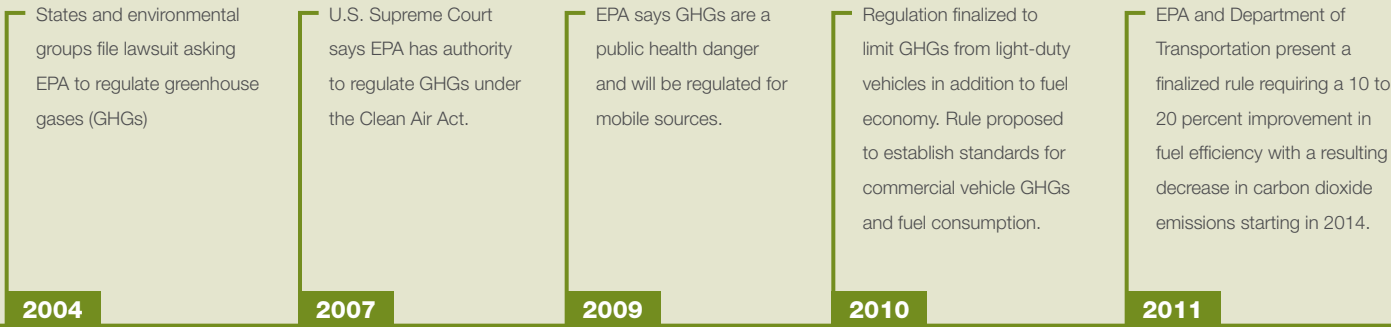 States and environmental
groups file lawsuit asking
EPA to regulate greenhouse
gases (GHGs)
2004
U.S. Supreme Court
says EPA has authority
to regulate GHGs under
the Clean Air Act.
2007
EPA says GHGs are a
public health danger
and will be regulated for
mobile sources.
2009
Regulation finalized to
limit GHGs from light-duty
vehicles in addition to fuel
economy. Rule proposed
to establish standards for
commercial vehicle GHGs
and fuel consumption.
2010
EPA and Department of
Transportation present a
finalized rule requiring a 10 to
20 percent improvement in
fuel efficiency with a resulting
decrease in carbon dioxide
emissions starting in 2014.
2011